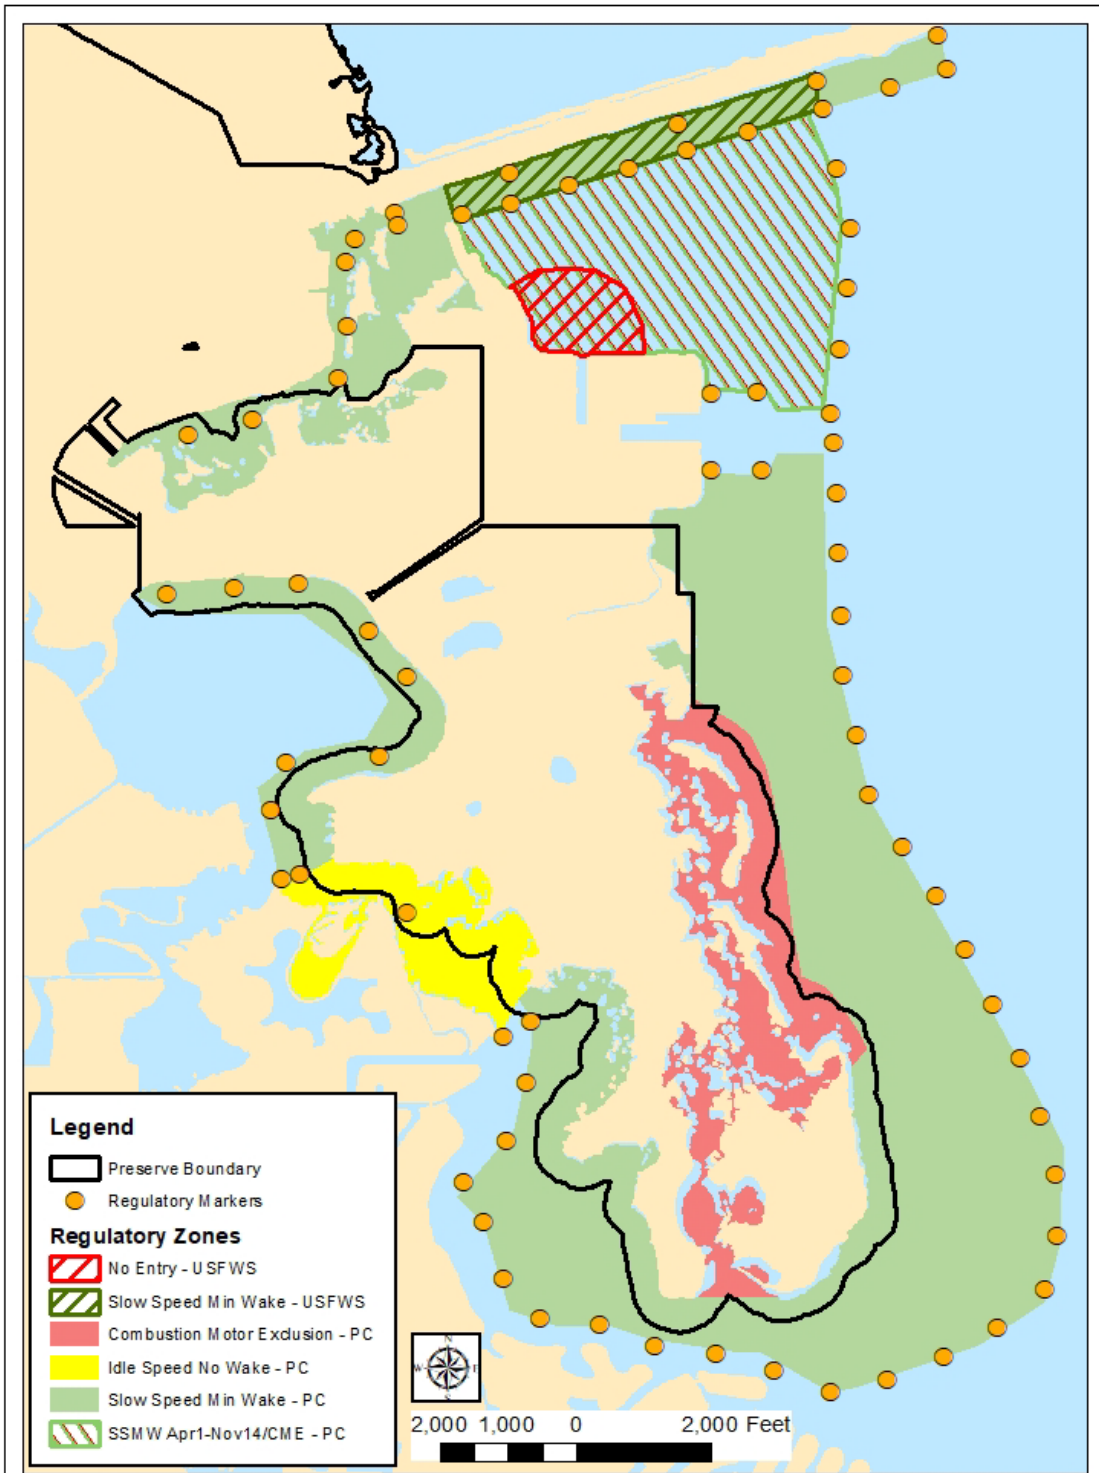 Legend
Preserve Boundary
Regulatory Markers
Regulatory Zones
No Entry - USFWS
Slow Speed Min Wake - USFWS
Combustion Motor Exclusion - PC
Idle Speed No Wake - PC
Slow Speed Min Wake - PC
SSMW Apr1-Nov14/CME - PC
N
W E
S
2,000 1,000 0 2,000 Feet